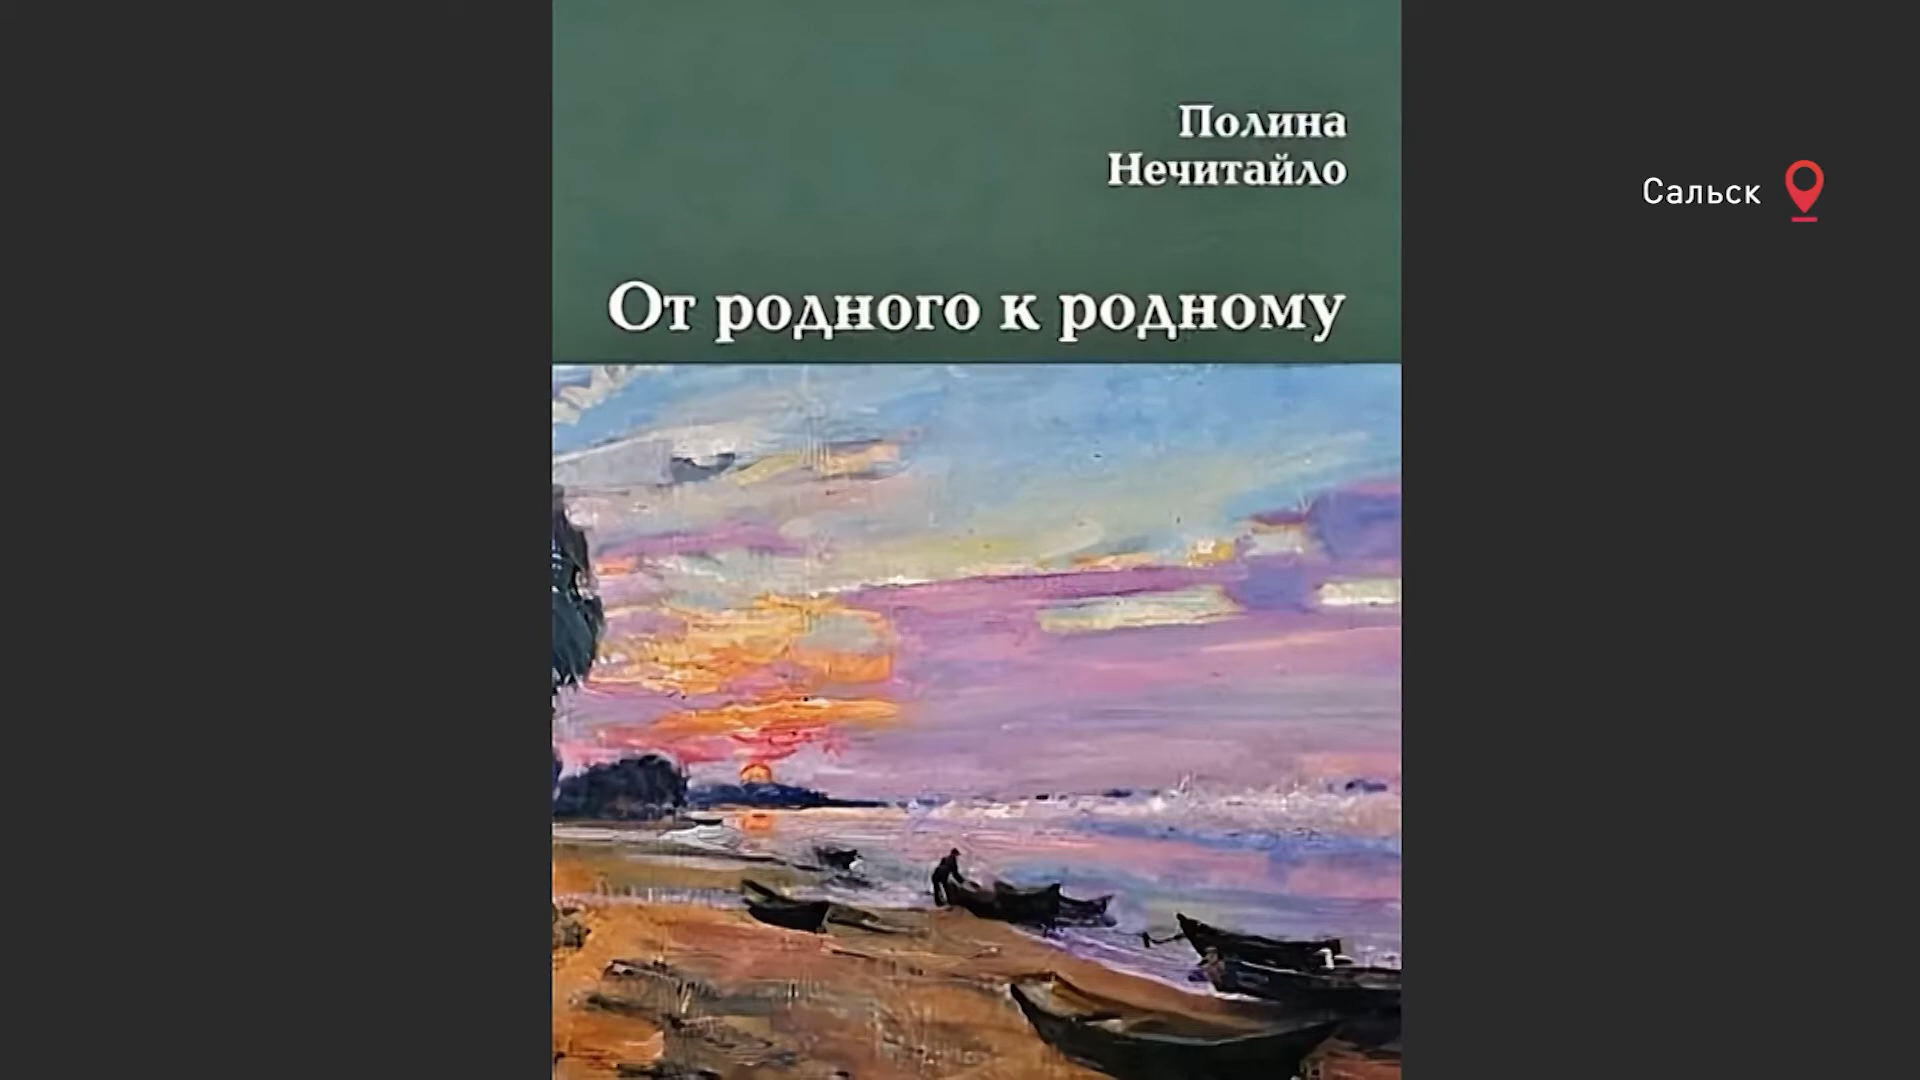 Полина
Нечитайло
От родного к родному
Сальск